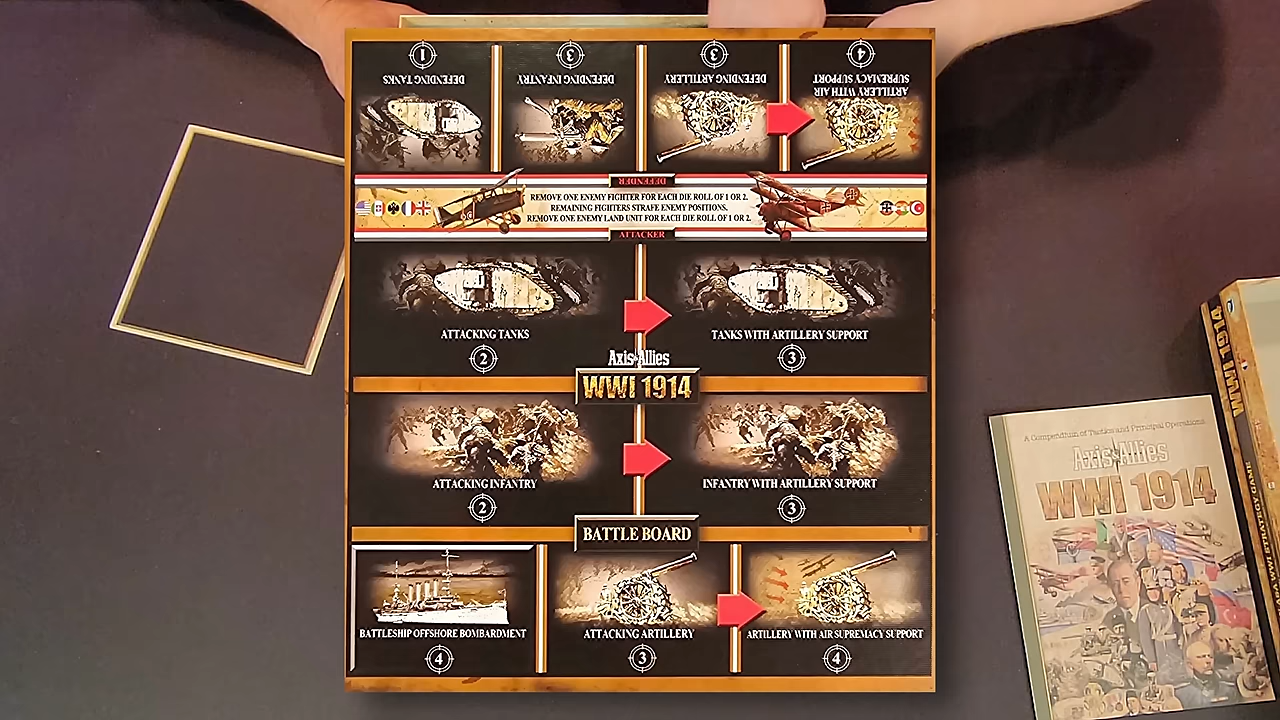 1
3
3
4
DEFENDING TANKS
DEFENDING INFANTRY
DEFENDING ARTILLERY
ARTILLERY WITH AIR
SUPREMACY SUPPORT
DEFENDER
REMOVE ONE ENEMY FIGHTER FOR EACH DIE ROLL OF 1 OR 2.
REMAINING FIGHTERS STRAFE ENEMY POSITIONS.
REMOVE ONE ENEMY LAND UNIT FOR EACH DIE ROLL OF 1 OR 2.
ATTACKER
ATTACKING TANKS
2
TANKS WITH ARTILLERY SUPPORT
3
Axis & Allies
WWI 1914
ATTACKING INFANTRY
2
INFANTRY WITH ARTILLERY SUPPORT
3
BATTLE BOARD
BATTLESHIP OFFSHORE BOMBARDMENT
4
ATTACKING ARTILLERY
3
ARTILLERY WITH AIR SUPREMACY SUPPORT
4
A Compendium of Tactics and Principal Operations
Axis & Allies
WWI 1914
WWI 1914
WWI STRATEGY GAME